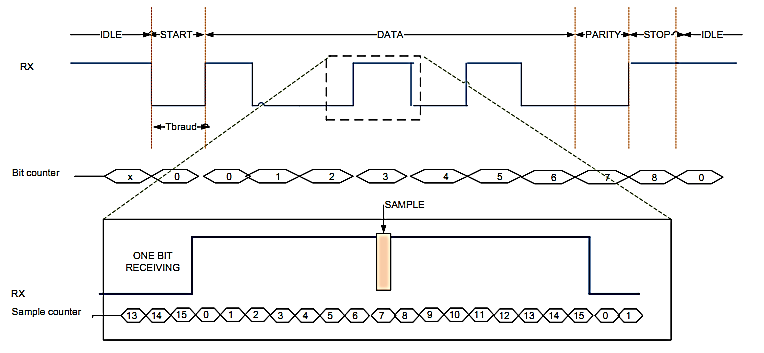 IDLE START DATA PARITY STOP IDLE
RX
Tbraud
Bit counter x 0 0 1 2 3 4 5 6 7 8 0
SAMPLE
ONE BIT
RECEIVING
RX
Sample counter 13 14 15 0 1 2 3 4 5 6 7 8 9 10 11 12 13 14 15 0 1